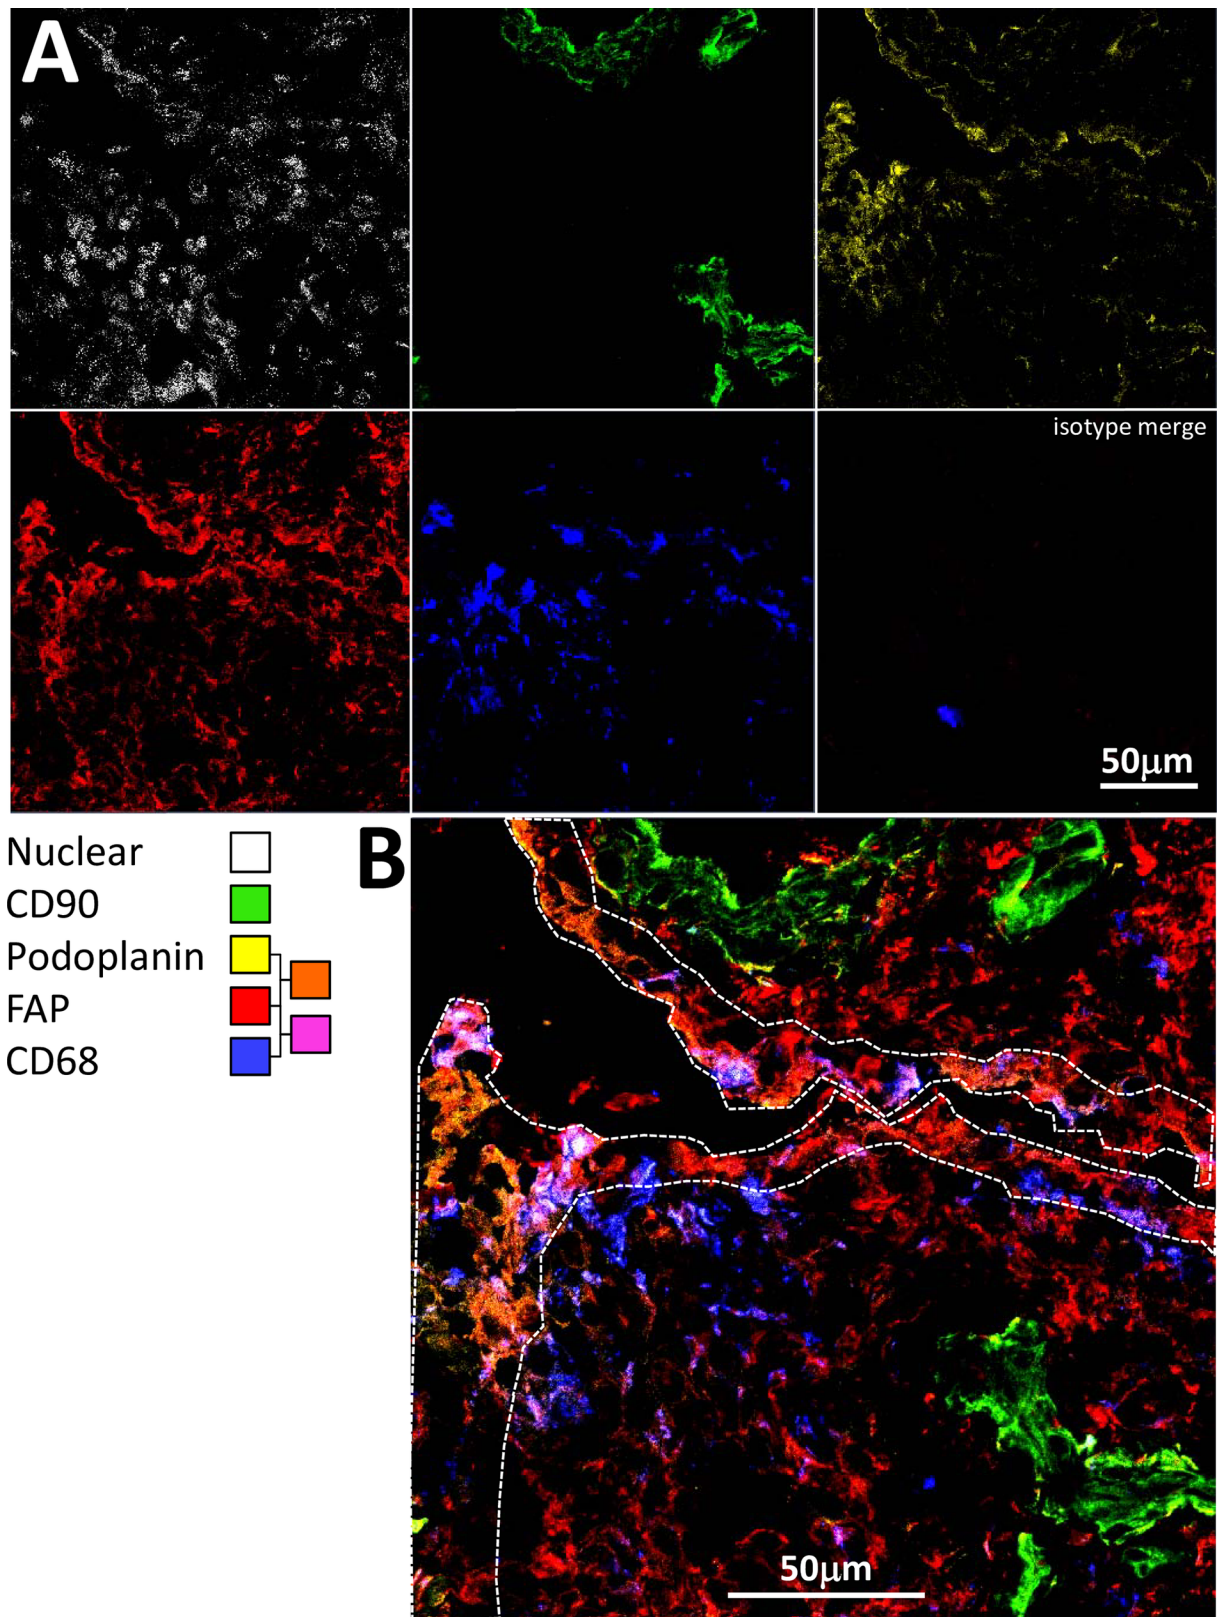 A
isotype merge
50μm
Nuclear
CD90
Podoplanin
FAP
CD68
B
50μm